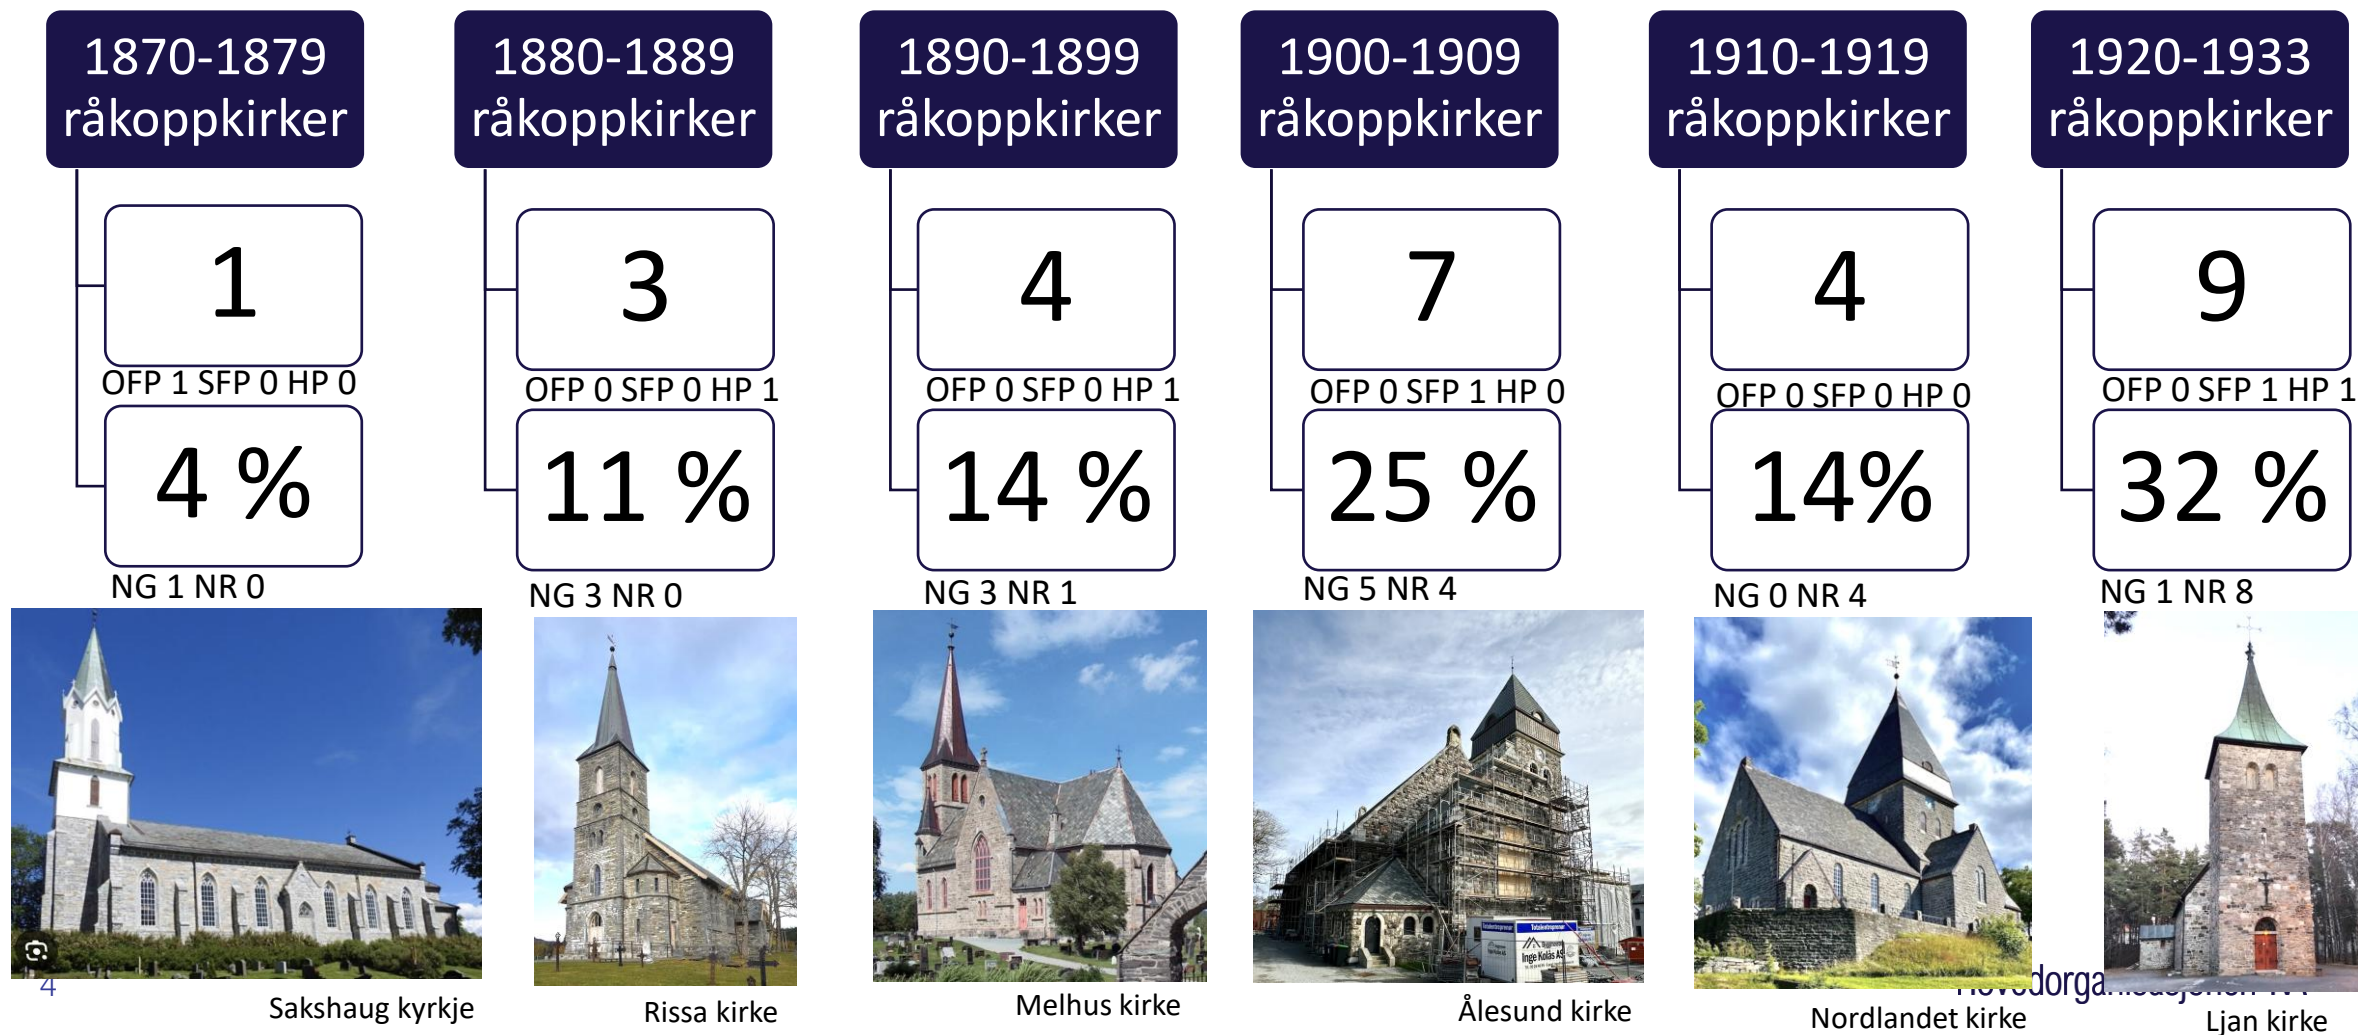 1870-1879
råkoppkirker
1
OFP 1 SFP 0 HP 0
4 %
NG 1 NR 0
Sakshaug kyrkje
1880-1889
råkoppkirker
3
OFP 0 SFP 0 HP 1
11 %
NG 3 NR 0
Rissa kirke
1890-1899
råkoppkirker
4
OFP 0 SFP 0 HP 1
14 %
NG 3 NR 1
Melhus kirke
1900-1909
råkoppkirker
7
OFP 0 SFP 1 HP 0
25 %
NG 5 NR 4
Totalentreprenør
Totalentreprenør
Inge Kolås AS
Ålesund kirke
1910-1919
råkoppkirker
4
OFP 0 SFP 0 HP 0
14%
NG 0 NR 4
Nordlandet kirke
1920-1933
råkoppkirker
9
OFP 0 SFP 1 HP 1
32 %
NG 1 NR 8
Ljan kirke
4